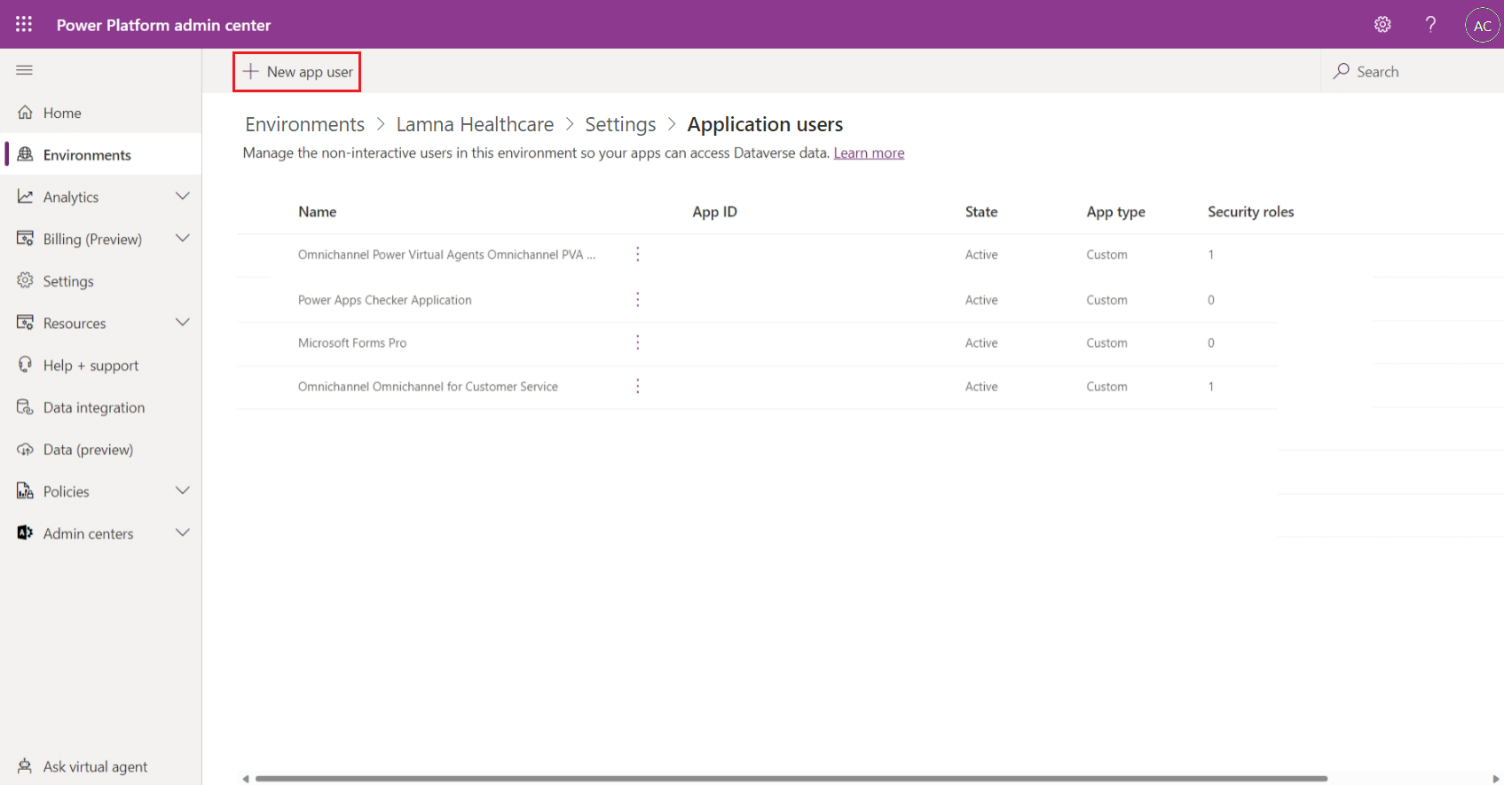 Power Platform admin center
?
AC
New app user
Search
Home
Environments
Analytics
Billing (Preview)
Settings
Resources
Help + support
Data integration
Data (preview)
Policies
Admin centers
Ask virtual agent
Environments > Lamna Healthcare > Settings > Application users
Manage the non-interactive users in this environment so your apps can access Dataverse data. Learn more
Name App ID State App type Security roles
Omnichannel Power Virtual Agents Omnichannel PVA ... Active Custom 1
Power Apps Checker Application Active Custom 0
Microsoft Forms Pro Active Custom 0
Omnichannel Omnichannel for Customer Service Active Custom 1